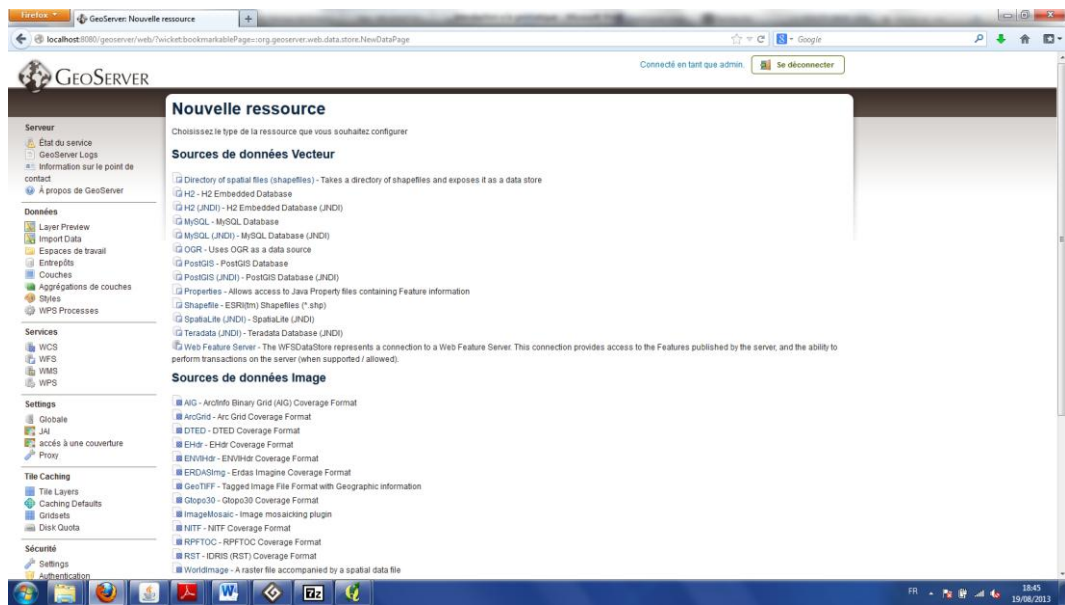 Firefox
GeoServer: Nouvelle ressource
localhost:8080/geoserver/web/?wicket:bookmarkablePage=:org.geoserver.web.data.store.NewDataPage
Google
GEOSERVER
Connecté en tant que admin.
Se déconnecter
Serveur
État du service
GeoServer Logs
Information sur le point de
contact
À propos de GeoServer
Données
Layer Preview
Import Data
Espaces de travail
Entrepôts
Couches
Aggrégations de couches
Styles
WPS Processes
Services
WCS
WFS
WMS
WPS
Settings
Globale
JAI
accés à une couverture
Proxy
Tile Caching
Tile Layers
Caching Defaults
Gridsets
Disk Quota
Sécurité
Settings
Authentication
Nouvelle ressource
Choisissez le type de la ressource que vous souhaitez configurer
Sources de données Vecteur
Directory of spatial files (shapefiles) - Takes a directory of shapefiles and exposes it as a data store
H2 - H2 Embedded Database
H2 (JNDI) - H2 Embedded Database (JNDI)
MySQL - MySQL Database
MySQL (JNDI) - MySQL Database (JNDI)
OGR - Uses OGR as a data source
PostGIS - PostGIS Database
PostGIS (JNDI) - PostGIS Database (JNDI)
Properties - Allows access to Java Property files containing Feature information
Shapefile - ESRI(tm) Shapefiles (*.shp)
SpatiaLite (JNDI) - SpatiaLite (JNDI)
Teradata (JNDI) - Teradata Database (JNDI)
Web Feature Server - The WFSDataStore represents a connection to a Web Feature Server. This connection provides access to the Features published by the server, and the ability to
perform transactions on the server (when supported / allowed).
Sources de données Image
AIG - Arc/Info Binary Grid (AIG) Coverage Format
ArcGrid - Arc Grid Coverage Format
DTED - DTED Coverage Format
EHdr - EHdr Coverage Format
ENVIHdr - ENVIHdr Coverage Format
ERDASImg - Erdas Imagine Coverage Format
GeoTIFF - Tagged Image File Format with Geographic information
Gtopo30 - Gtopo30 Coverage Format
ImageMosaic - Image mosaicking plugin
NITF - NITF Coverage Format
RPFTOC - RPFTOC Coverage Format
RST - IDRIS (RST) Coverage Format
WorldImage - A raster file accompanied by a spatial data file
FR
18:45
19/08/2013